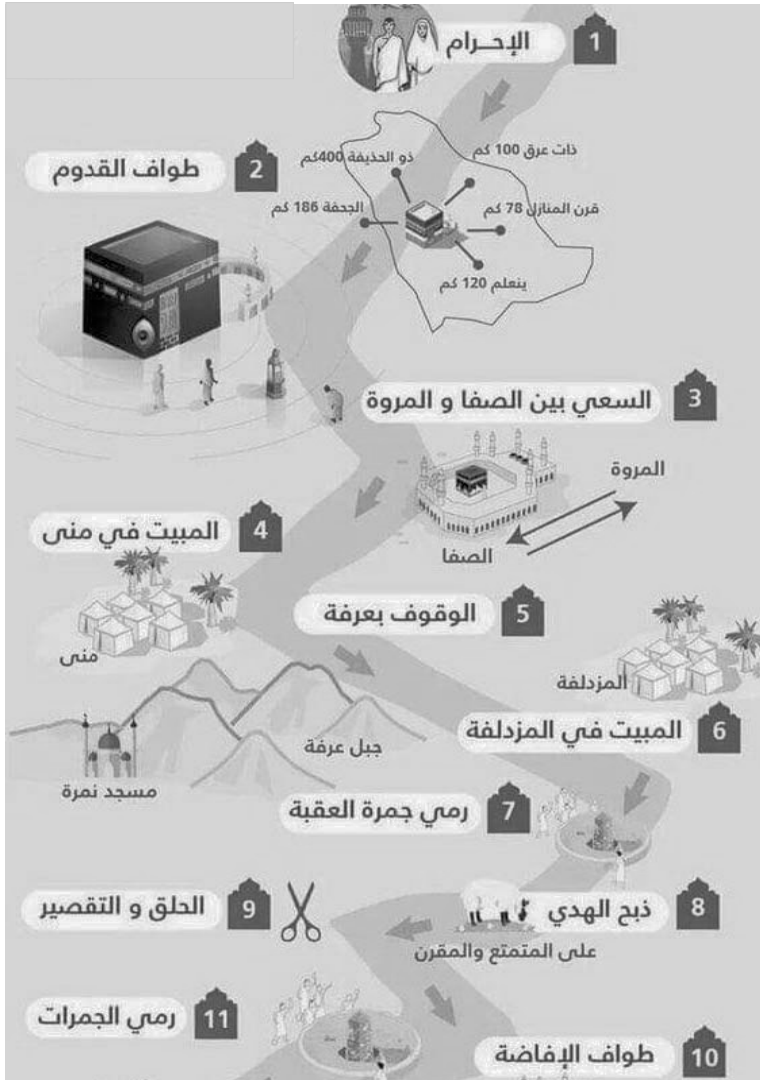 1 الإحــرام
ذات عرق 100 كم
ذو الحذيفة 400كم
قرن المنازل 78 كم
الجحفة 186 كم
ينعلم 120 كم
2 طواف القدوم
3 السعي بين الصفا و المروة
المروة
الصفا
4 المبيت في منى
منى
5 الوقوف بعرفة
جبل عرفة
مسجد نمرة
المزدلفة
6 المبيت في المزدلفة
7 رمي جمرة العقبة
8 ذبح الهدي
على المتمتع والمقرن
9 الحلق و التقصير
10 طواف الإفاضة
11 رمي الجمرات